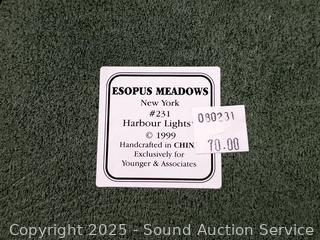 ESOPUS MEADOWS
New York
#231
Harbour Lights
© 1999
Handcrafted in CHIN
Exclusively for
Younger & Associates
080231
70.00
Copyright 2025 - Sound Auction Service